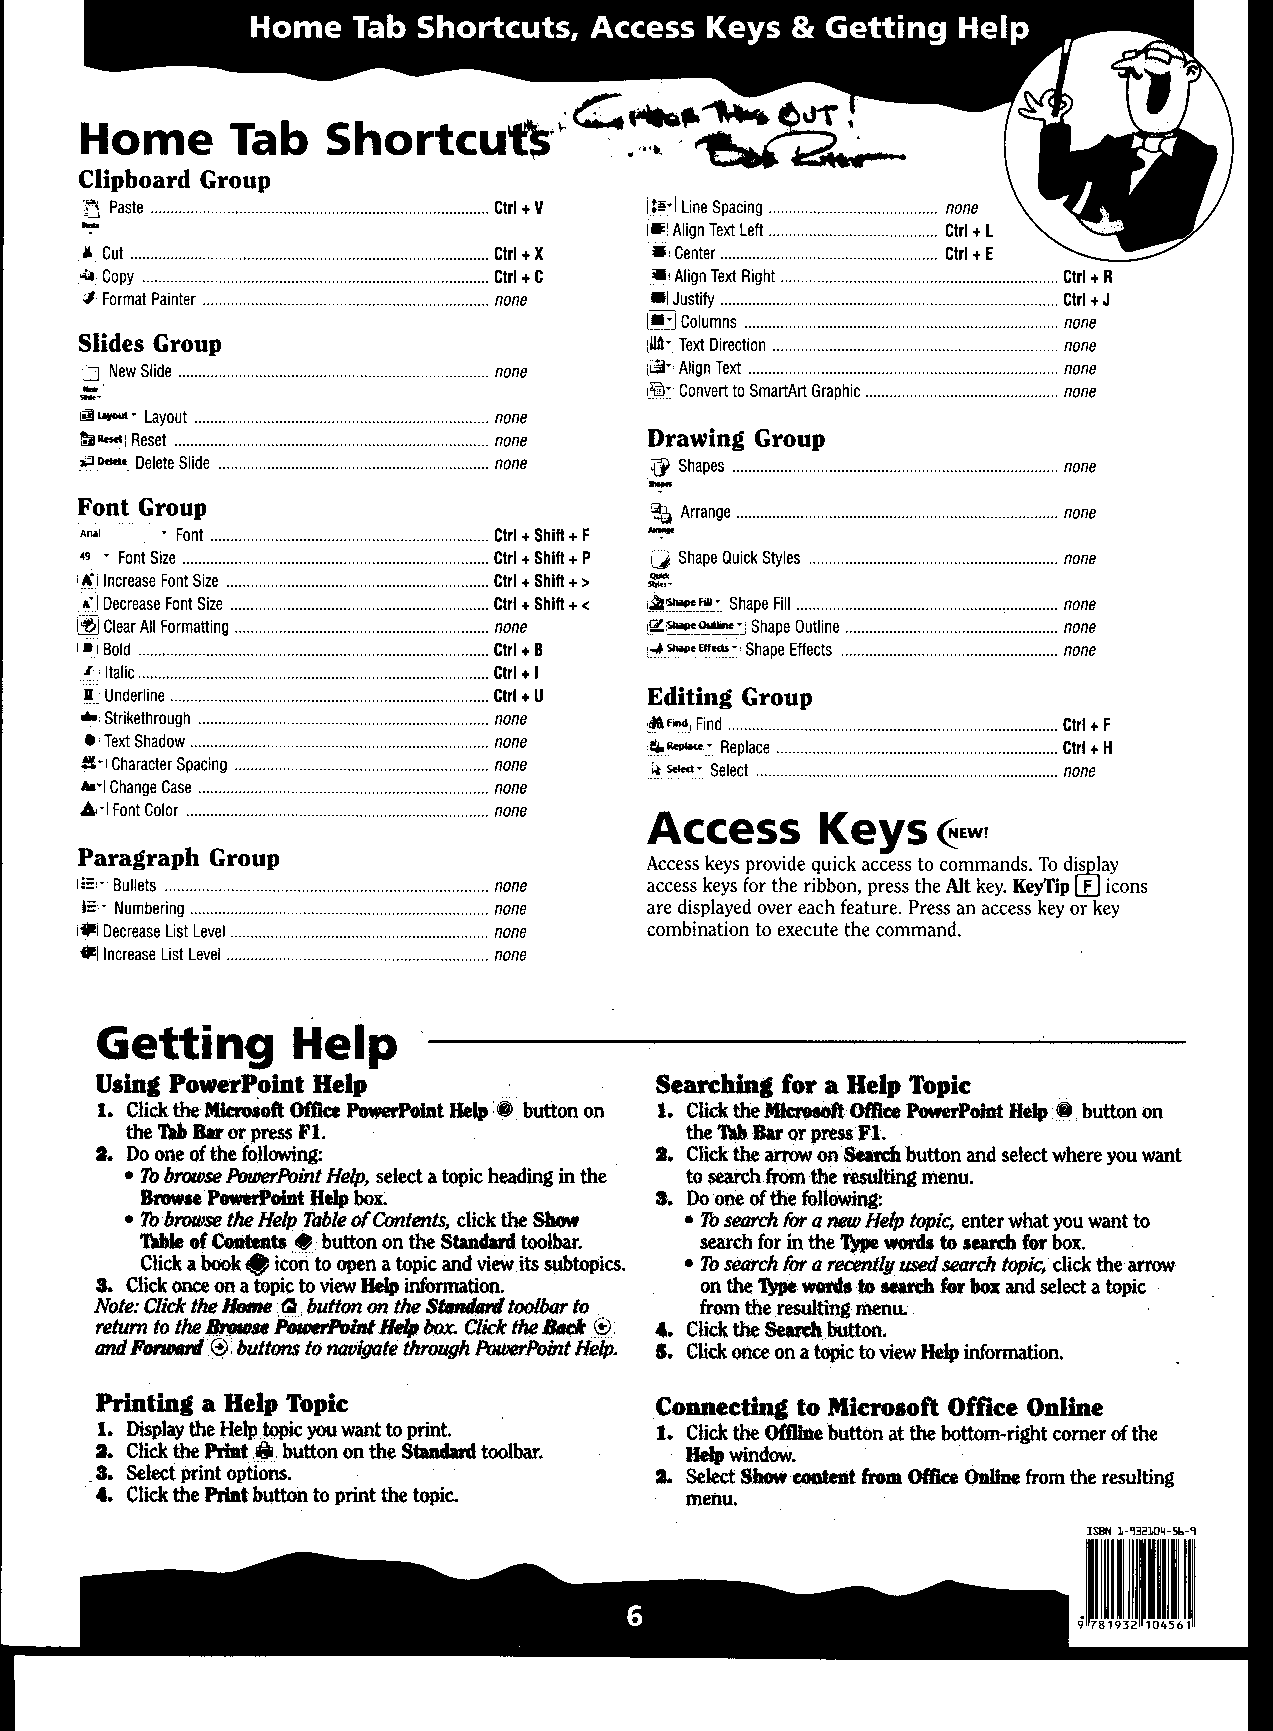 Home Tab Shortcuts, Access Keys & Getting Help
Home Tab Shortcuts
OUT!
Clipboard Group
Paste ... Ctrl + V
Cut ... Ctrl + X
Copy ... Ctrl + C
Format Painter ... none
Slides Group
New Slide ... none
New
Slide
Layout Layout ... none
Reset Reset ... none
Delete Delete Slide ... none
Font Group
Arial Font ... Ctrl + Shift + F
49 Font Size ... Ctrl + Shift + P
Increase Font Size ... Ctrl + Shift + >
Decrease Font Size ... Ctrl + Shift + <
Clear All Formatting ... none
Bold ... Ctrl + B
Italic ... Ctrl + I
Underline ... Ctrl + U
Strikethrough ... none
Text Shadow ... none
Character Spacing ... none
Change Case ... none
Font Color ... none
Paragraph Group
Bullets ... none
Numbering ... none
Decrease List Level ... none
Increase List Level ... none
Line Spacing ... none
Align Text Left ... Ctrl + L
Center ... Ctrl + E
Align Text Right ... Ctrl + R
Justify ... Ctrl + J
Columns ... none
Text Direction ... none
Align Text ... none
Convert to SmartArt Graphic ... none
Drawing Group
Shapes ... none
Shapes
Arrange ... none
Arrange
Shape Quick Styles ... none
Quick
Styles
Shape Fill Shape Fill ... none
Shape Outline Shape Outline ... none
Shape Effects Shape Effects ... none
Editing Group
Find Find ... Ctrl + F
Replace Replace ... Ctrl + H
Select Select ... none
Access Keys NEW!
Access keys provide quick access to commands. To display
access keys for the ribbon, press the Alt key. KeyTip F icons
are displayed over each feature. Press an access key or key
combination to execute the command.
Getting Help
Using PowerPoint Help
1. Click the Microsoft Office PowerPoint Help button on
the Tab Bar or press F1.
2. Do one of the following:
• To browse PowerPoint Help, select a topic heading in the
Browse PowerPoint Help box.
• To browse the Help Table of Contents, click the Show
Table of Contents button on the Standard toolbar.
Click a book icon to open a topic and view its subtopics.
3. Click once on a topic to view Help information.
Note: Click the Home button on the Standard toolbar to
return to the Browse PowerPoint Help box. Click the Back
and Forward buttons to navigate through PowerPoint Help.
Printing a Help Topic
1. Display the Help topic you want to print.
2. Click the Print button on the Standard toolbar.
3. Select print options.
4. Click the Print button to print the topic.
Searching for a Help Topic
1. Click the Microsoft Office PowerPoint Help button on
the Tab Bar or press F1.
2. Click the arrow on Search button and select where you want
to search from the resulting menu.
3. Do one of the following:
• To search for a new Help topic, enter what you want to
search for in the Type words to search for box.
• To search for a recently used search topic, click the arrow
on the Type words to search for box and select a topic
from the resulting menu.
4. Click the Search button.
5. Click once on a topic to view Help information.
Connecting to Microsoft Office Online
1. Click the Offline button at the bottom-right corner of the
Help window.
2. Select Show content from Office Online from the resulting
menu.
ISBN 1-932104-56-9
9 781932 104561
6